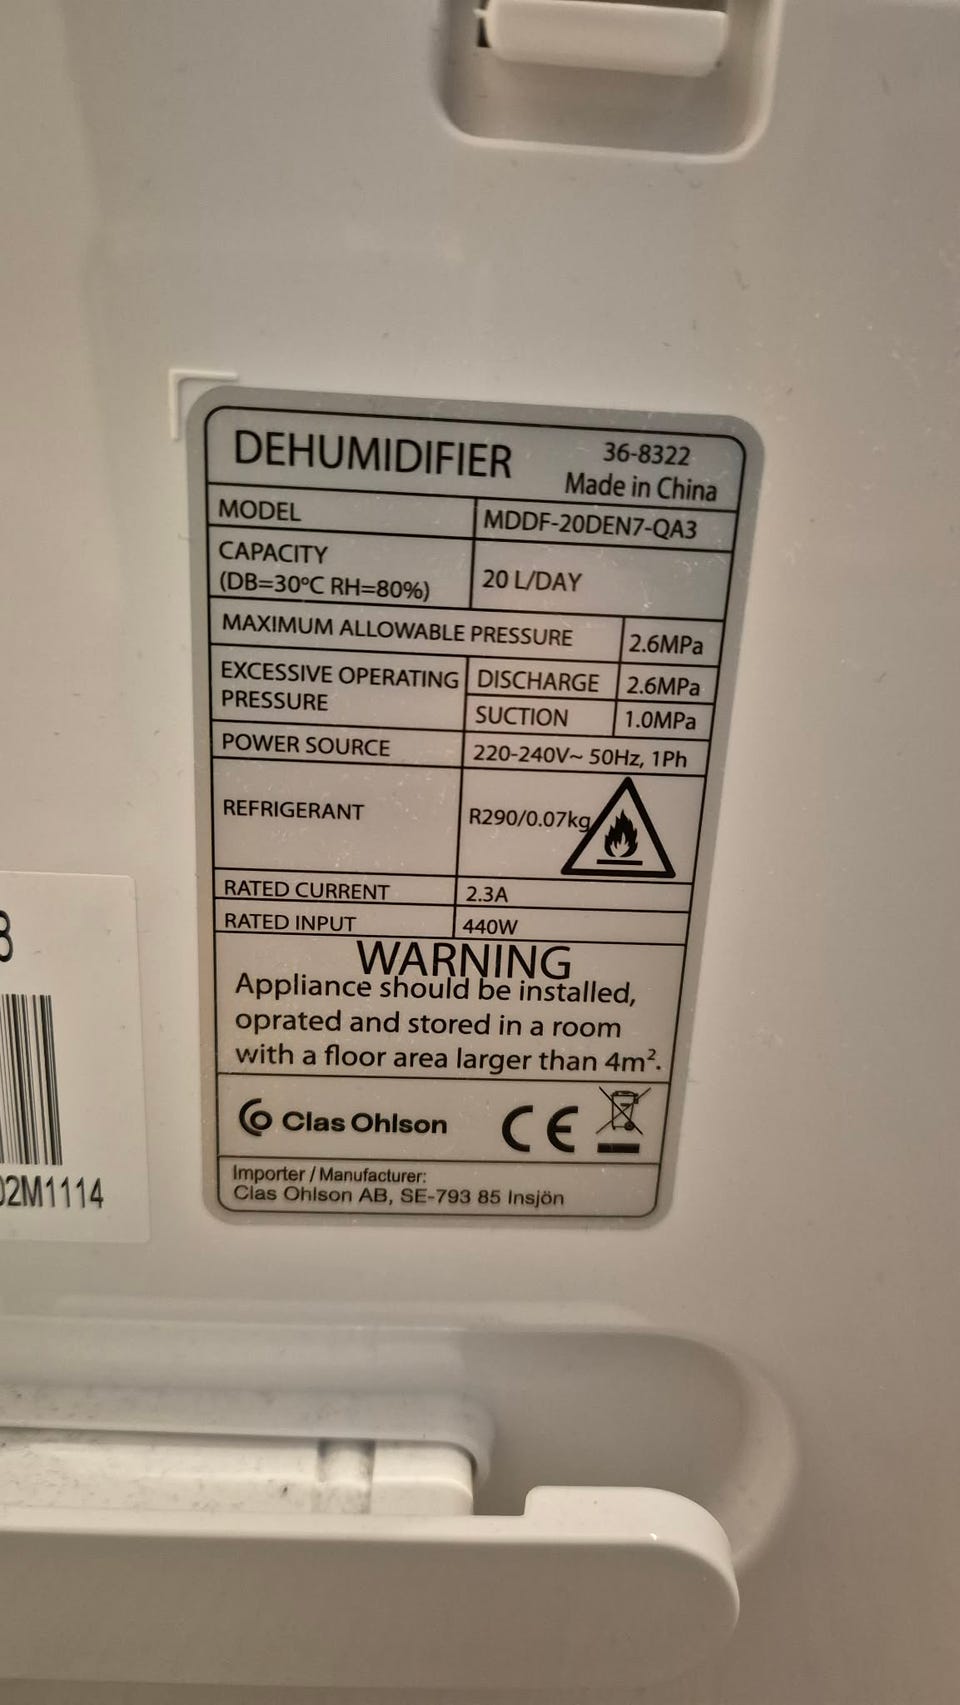 DEHUMIDIFIER
36-8322
Made in China
MODEL
MDDF-20DEN7-QA3
CAPACITY
(DB=30ºC RH=80%)
20 L/DAY
MAXIMUM ALLOWABLE PRESSURE
2.6MPa
EXCESSIVE OPERATING
PRESSURE
DISCHARGE
2.6MPa
SUCTION
1.0MPa
POWER SOURCE
220-240V~ 50Hz, 1Ph
REFRIGERANT
R290/0.07kg
RATED CURRENT
2.3A
RATED INPUT
440W
WARNING
Appliance should be installed,
oprated and stored in a room
with a floor area larger than 4m².
Clas Ohlson
CE
Importer / Manufacturer:
Clas Ohlson AB, SE-793 85 Insjön
02M1114